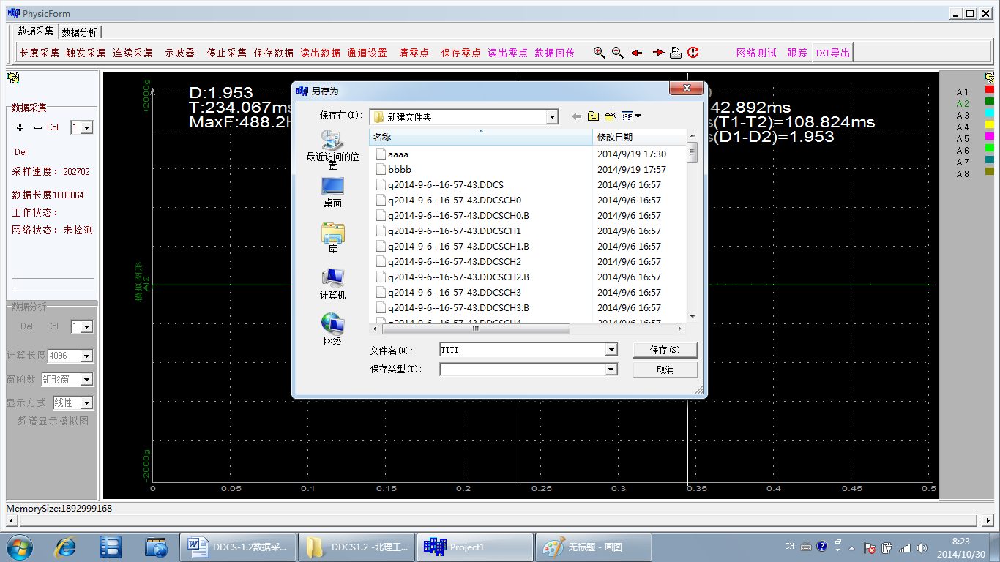 PhysicForm
数据采集 数据分析
长度采集 触发采集 连续采集 示波器 停止采集 保存数据 读出数据 通道设置 清零点 保存零点 读出零点 数据回传 网络测试 跟踪 TXT导出
数据采集
Col 1
Del
采样速度：202702
数据长度1000064
工作状态：
网络状态：未检测
数据分析
Del Col 1
计算长度 4096
窗函数 矩形窗
显示方式 线性
频谱显示模拟图
+2000g
模拟图形
AI2
-2000g
D:1.953
T:234.067ms
MaxF:488.2
42.892ms
(T1-T2)=108.824ms
(D1-D2)=1.953
0 0.05 0.1 0.15 0.2 0.25 0.3 0.35 0.4 0.45 0.5
AI1
AI2
AI3
AI4
AI5
AI6
AI7
AI8
另存为
保存在(I)： 新建文件夹
最近访问的位置
桌面
库
计算机
网络
名称 修改日期
aaaa 2014/9/19 17:30
bbbb 2014/9/19 17:57
q2014-9-6--16-57-43.DDCS 2014/9/6 16:57
q2014-9-6--16-57-43.DDCSCH0 2014/9/6 16:57
q2014-9-6--16-57-43.DDCSCH0.B 2014/9/6 16:57
q2014-9-6--16-57-43.DDCSCH1 2014/9/6 16:57
q2014-9-6--16-57-43.DDCSCH1.B 2014/9/6 16:57
q2014-9-6--16-57-43.DDCSCH2 2014/9/6 16:57
q2014-9-6--16-57-43.DDCSCH2.B 2014/9/6 16:57
q2014-9-6--16-57-43.DDCSCH3 2014/9/6 16:57
q2014-9-6--16-57-43.DDCSCH3.B 2014/9/6 16:57
q2014-9-6--16-57-43.DDCSCH4 2014/9/6 16:57
文件名(N)： TTTT 保存(S)
保存类型(T)： 取消
MemorySize:1892999168
DDCS-1.2数据采... DDCS1.2 -北理工... Project1 无标题 - 画图
CH
8:23
2014/10/30